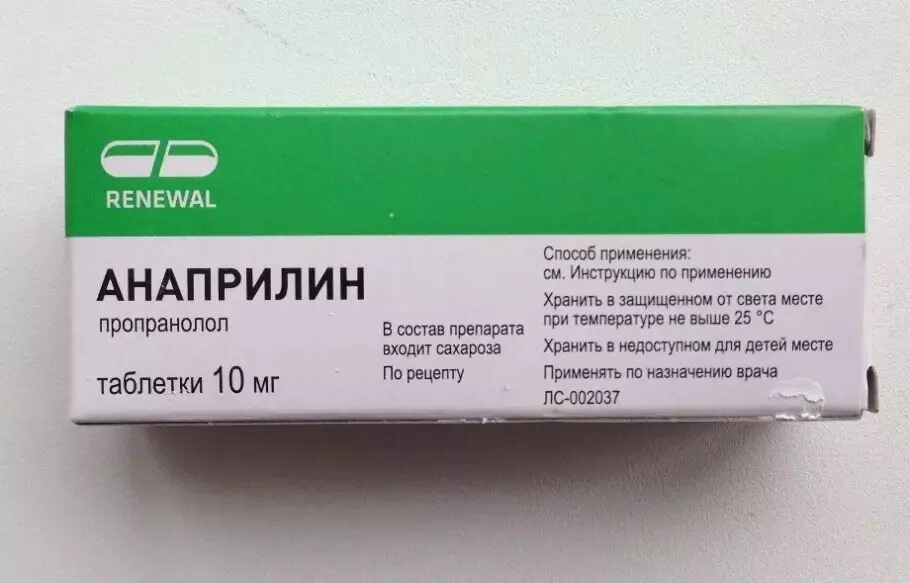 RENEWAL
АНАПРИЛИН
пропранолол
таблетки 10 мг
В состав препарата
входит сахароза
По рецепту
Способ применения:
см. Инструкцию по применению
Хранить в защищенном от света месте
при температуре не выше 25 °C
Хранить в недоступном для детей месте
Применять по назначению врача
ЛС-002037